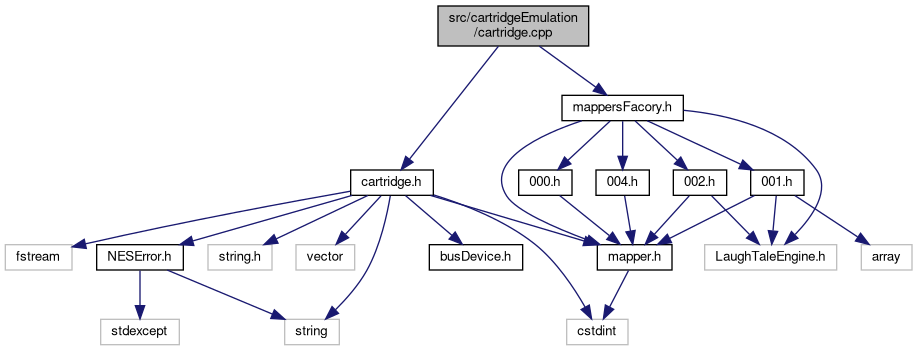 src/cartridgeEmulation
/cartridge.cpp
mappersFacory.h
cartridge.h
000.h
004.h
002.h
001.h
fstream
NESError.h
string.h
vector
busDevice.h
mapper.h
LaughTaleEngine.h
array
stdexcept
string
cstdint